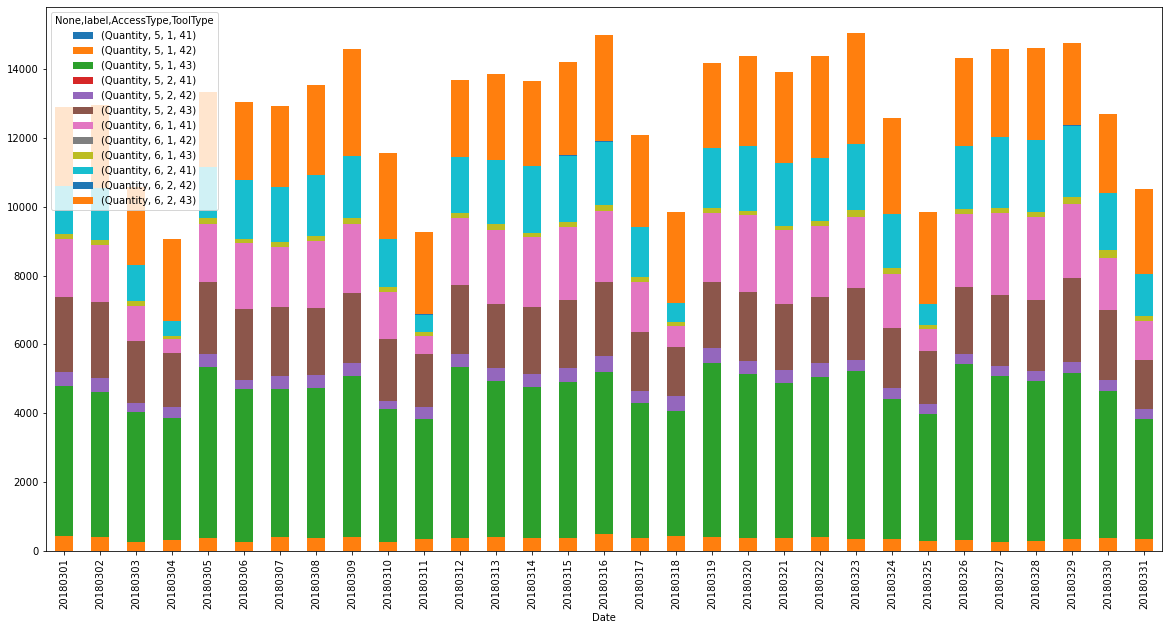 None,label,AccessType,ToolType
(Quantity, 5, 1, 41)
(Quantity, 5, 1, 42)
(Quantity, 5, 1, 43)
(Quantity, 5, 2, 41)
(Quantity, 5, 2, 42)
(Quantity, 5, 2, 43)
(Quantity, 6, 1, 41)
(Quantity, 6, 1, 42)
(Quantity, 6, 1, 43)
(Quantity, 6, 2, 41)
(Quantity, 6, 2, 42)
(Quantity, 6, 2, 43)
14000
12000
10000
8000
6000
4000
2000
0
20180301
20180302
20180303
20180304
20180305
20180306
20180307
20180308
20180309
20180310
20180311
20180312
20180313
20180314
20180315
20180316
20180317
20180318
20180319
20180320
20180321
20180322
20180323
20180324
20180325
20180326
20180327
20180328
20180329
20180330
20180331
Date